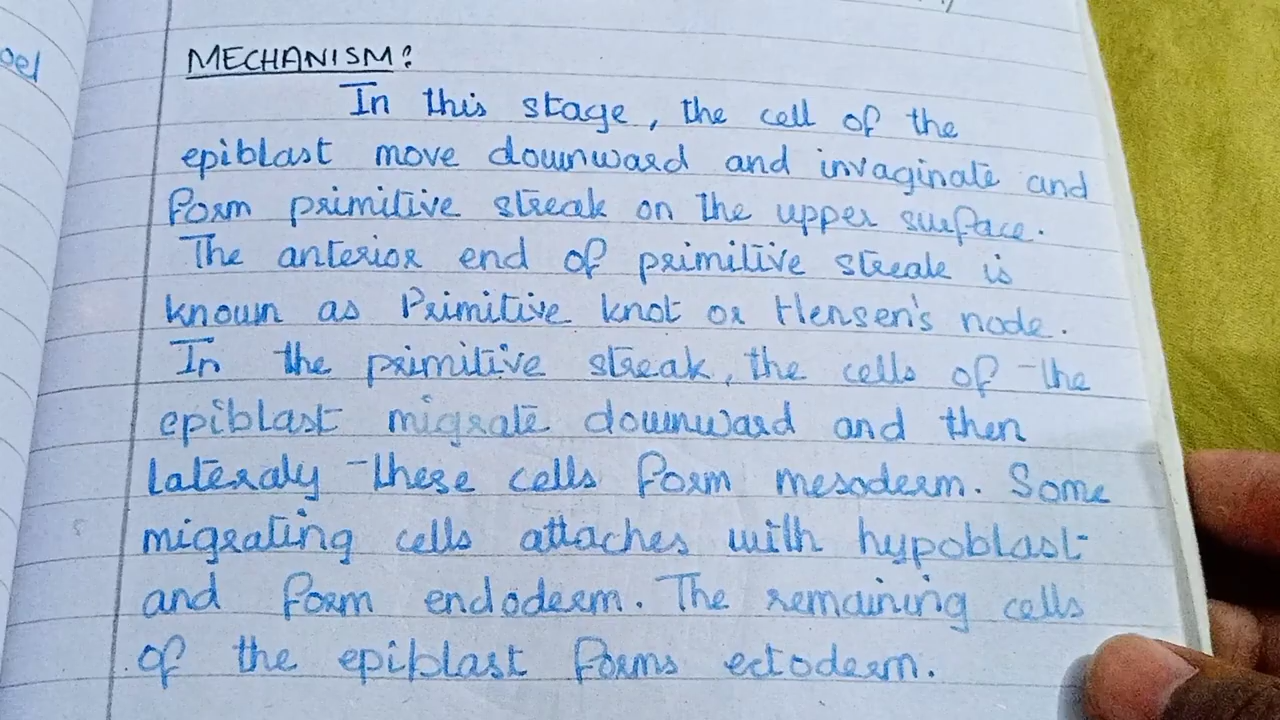 oel
MECHANISM:
In this stage, the cell of the
epiblast move downward and invaginate and
form primitive streak on the upper surface.
The anterior end of primitive streak is
known as Primitive knot or Hensen's node.
In the primitive streak, the cells of the
epiblast migrate downward and then
lateraly these cells form mesoderm. Some
migrating cells attaches with hypoblast
and form endoderm. The remaining cells
of the epiblast forms ectoderm.